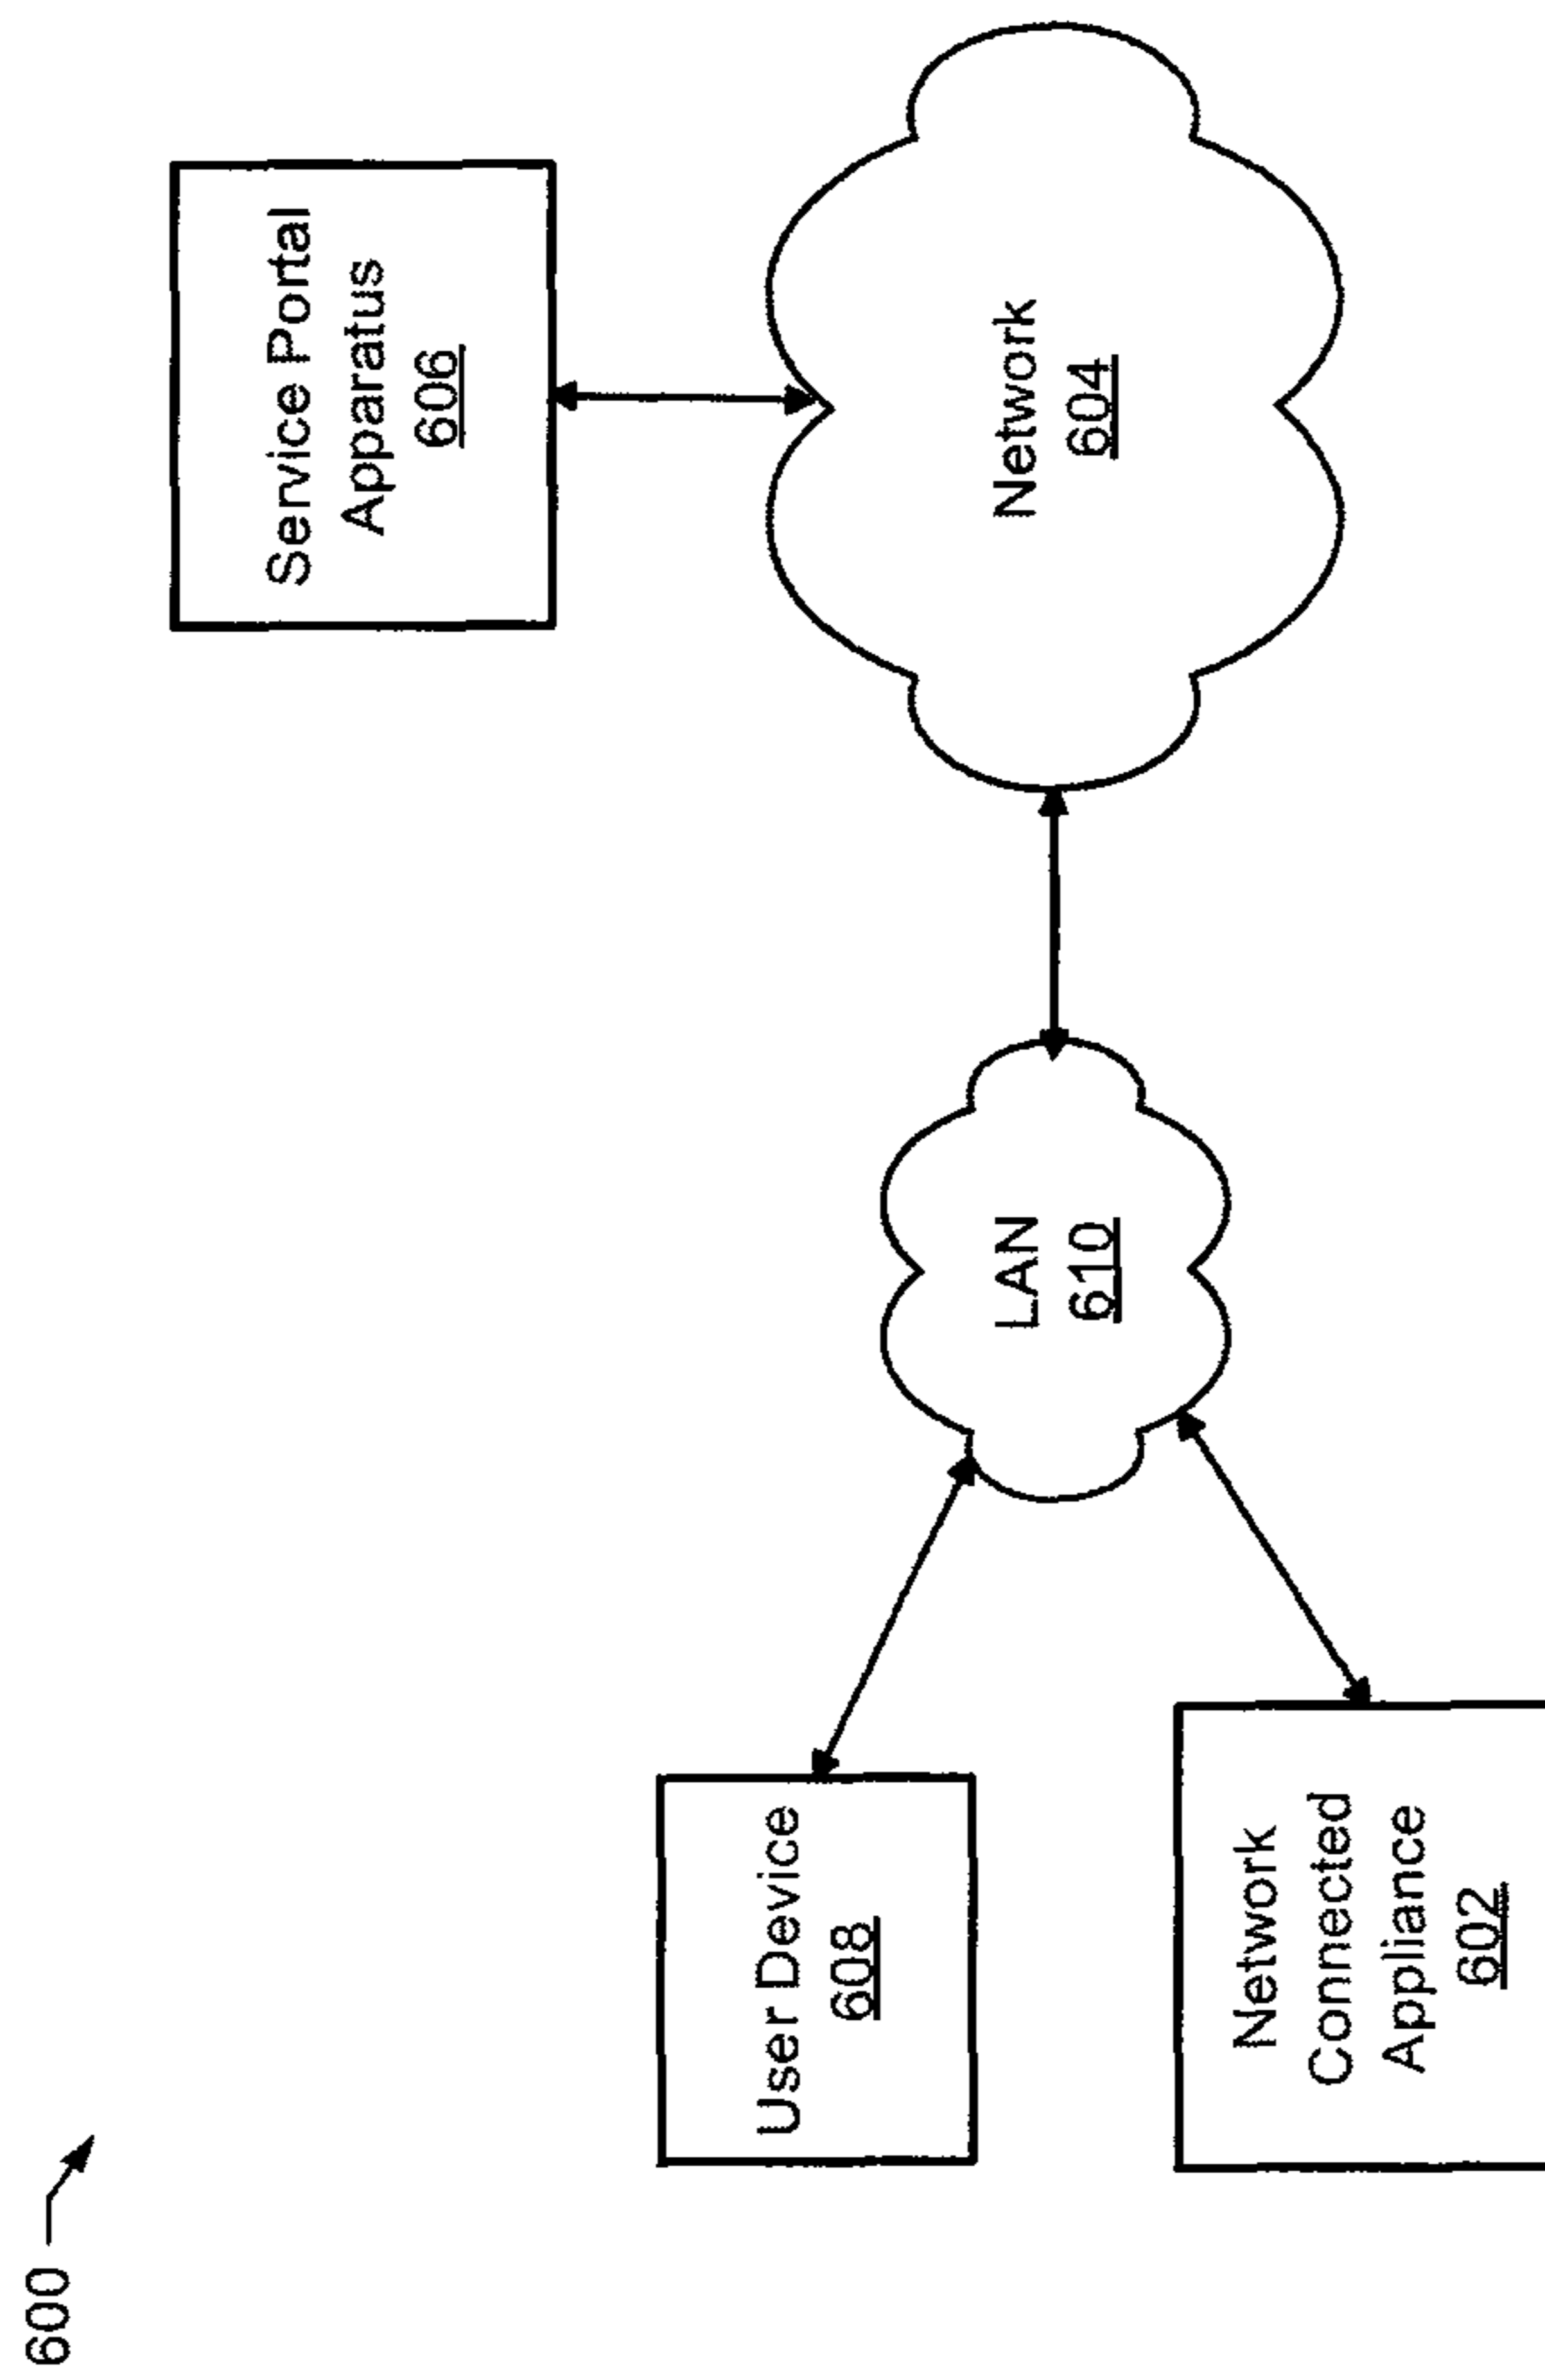 600
User Device
608
Network
Connected
Appliance
602
LAN
610
Service Portal
Apparatus
606
Network
604